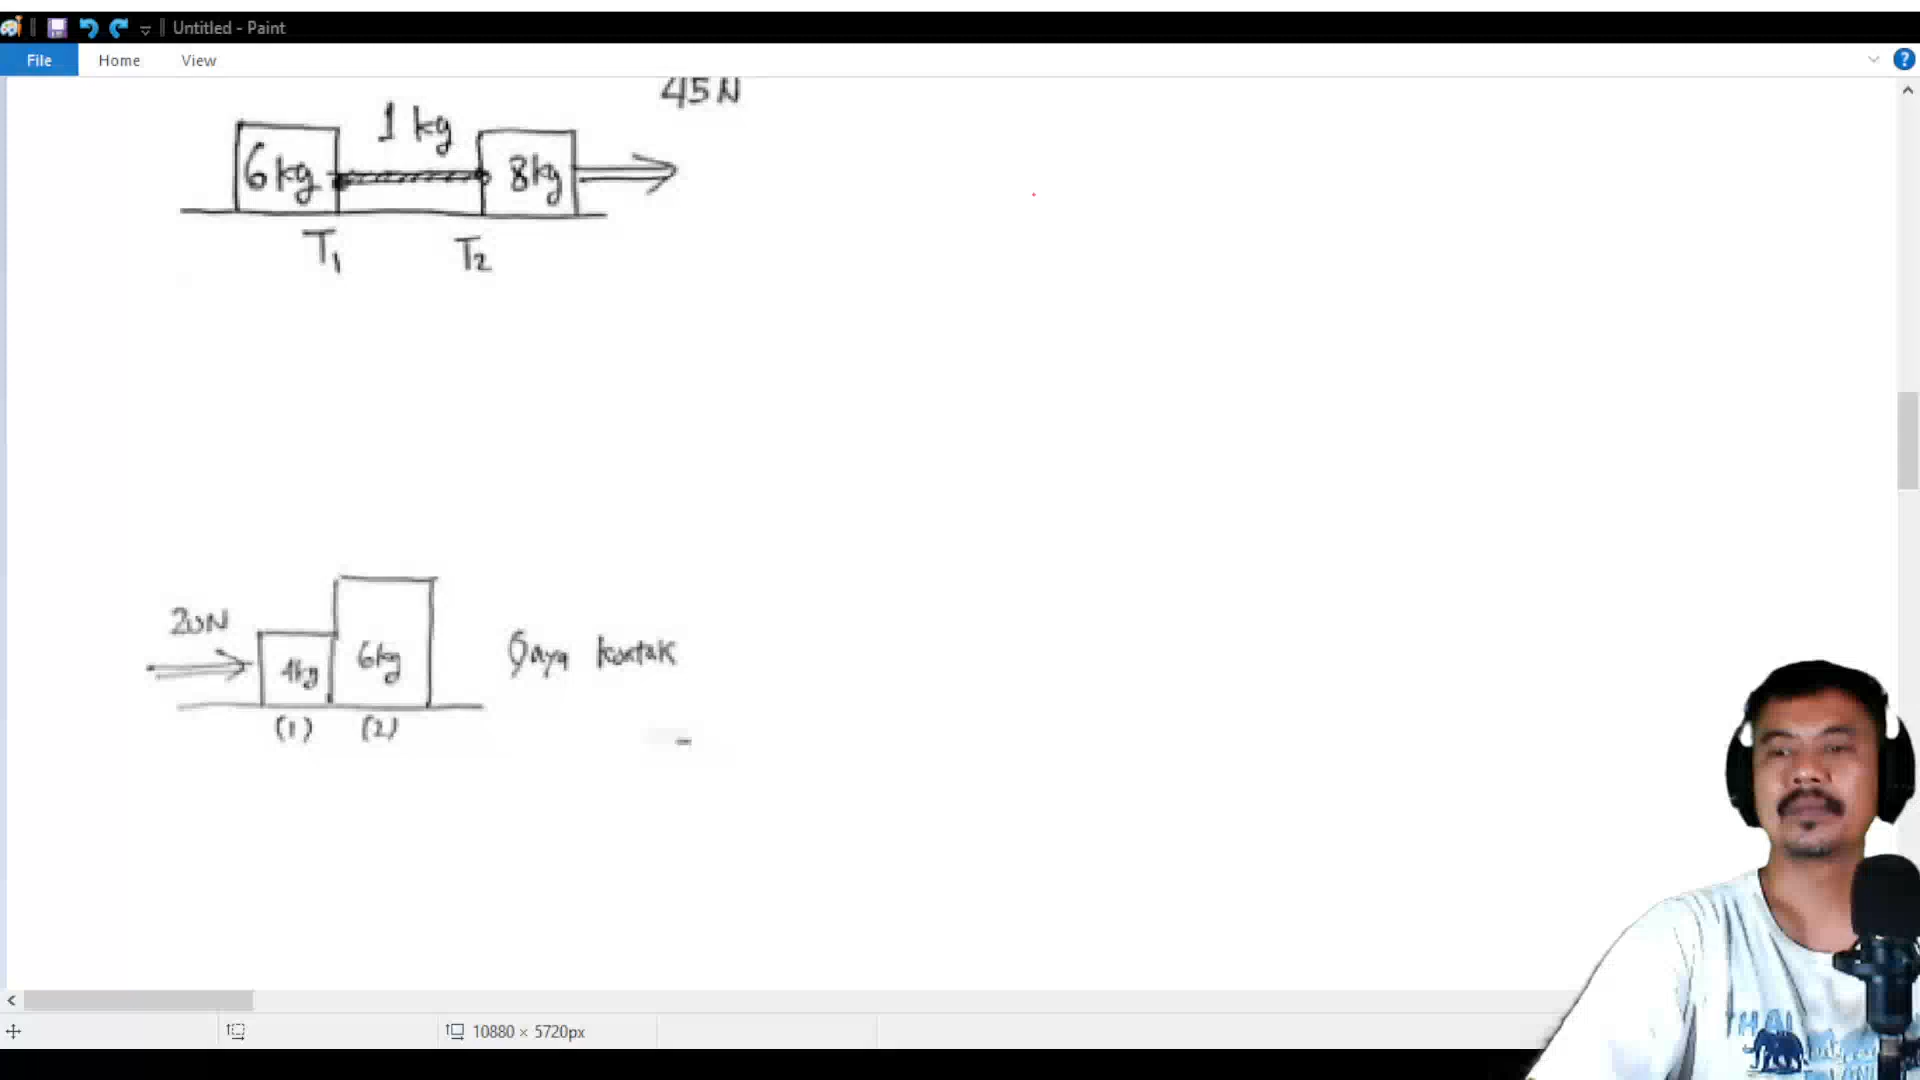 Untitled - Paint
File Home View
45 N
1 kg
6 kg
8 kg
T1
T2
20N
4kg
6kg
Gaya kontak
(1) (2)
10880 × 5720px
THAI